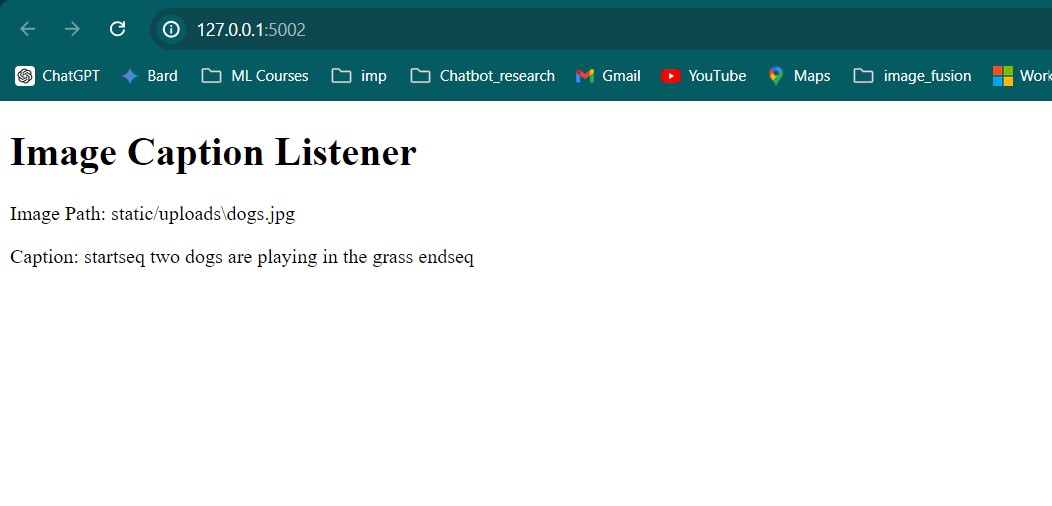 127.0.0.1:5002
ChatGPT Bard ML Courses imp Chatbot_research Gmail YouTube Maps image_fusion Work
Image Caption Listener
Image Path: static/uploads\dogs.jpg
Caption: startseq two dogs are playing in the grass endseq